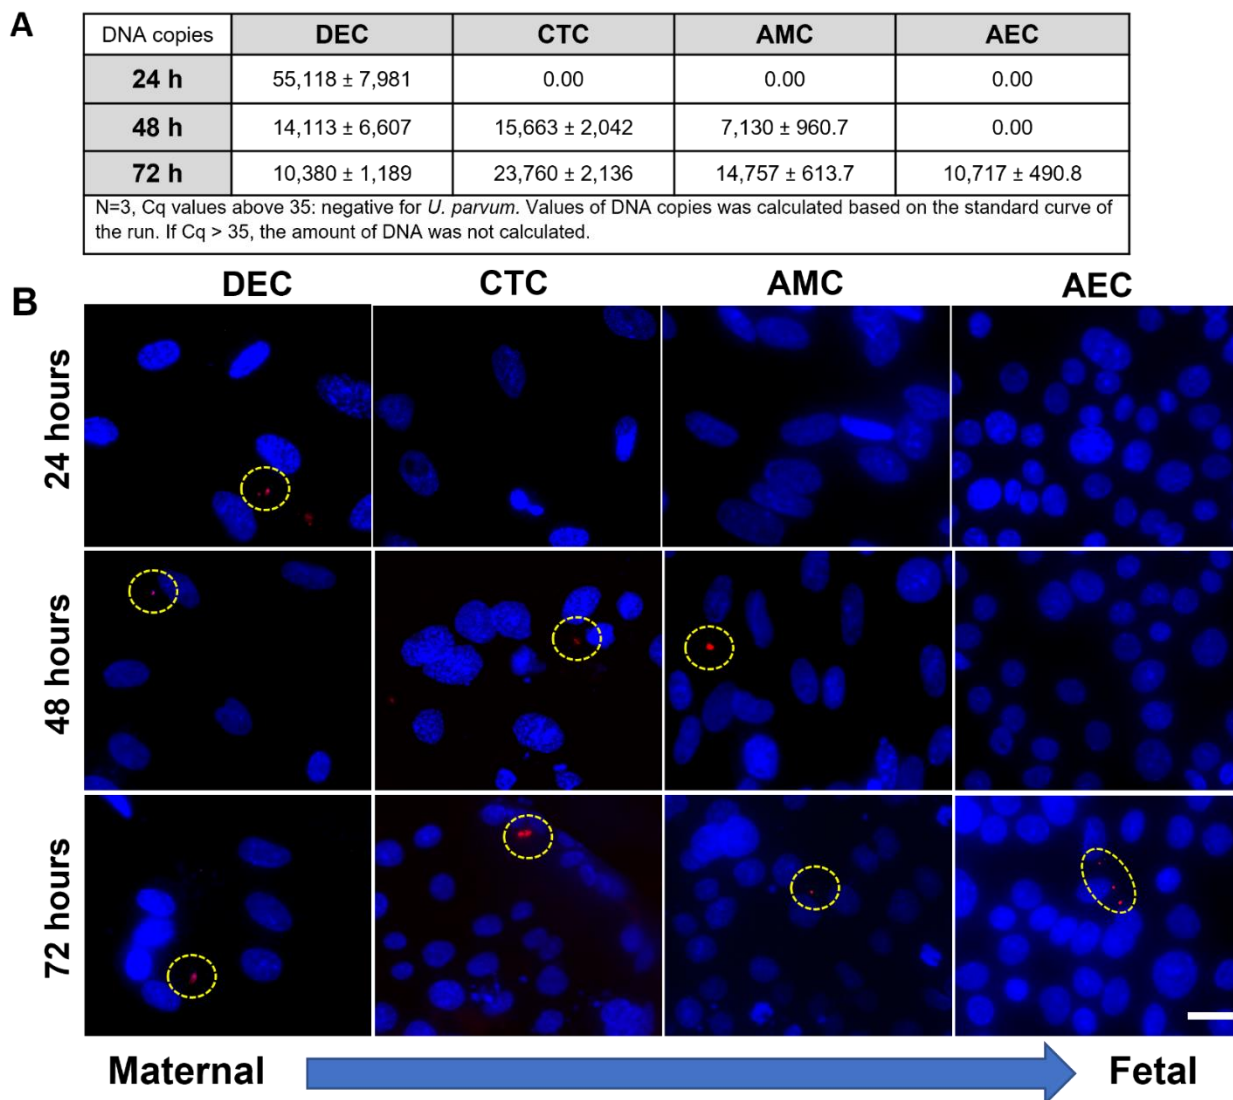 A
DNA copies DEC CTC AMC AEC
24 h 55,118 ± 7,981 0.00 0.00 0.00
48 h 14,113 ± 6,607 15,663 ± 2,042 7,130 ± 960.7 0.00
72 h 10,380 ± 1,189 23,760 ± 2,136 14,757 ± 613.7 10,717 ± 490.8
N=3, Cq values above 35: negative for U. parvum. Values of DNA copies was calculated based on the standard curve of
the run. If Cq > 35, the amount of DNA was not calculated.
B
DEC CTC AMC AEC
24 hours
48 hours
72 hours
Maternal Fetal